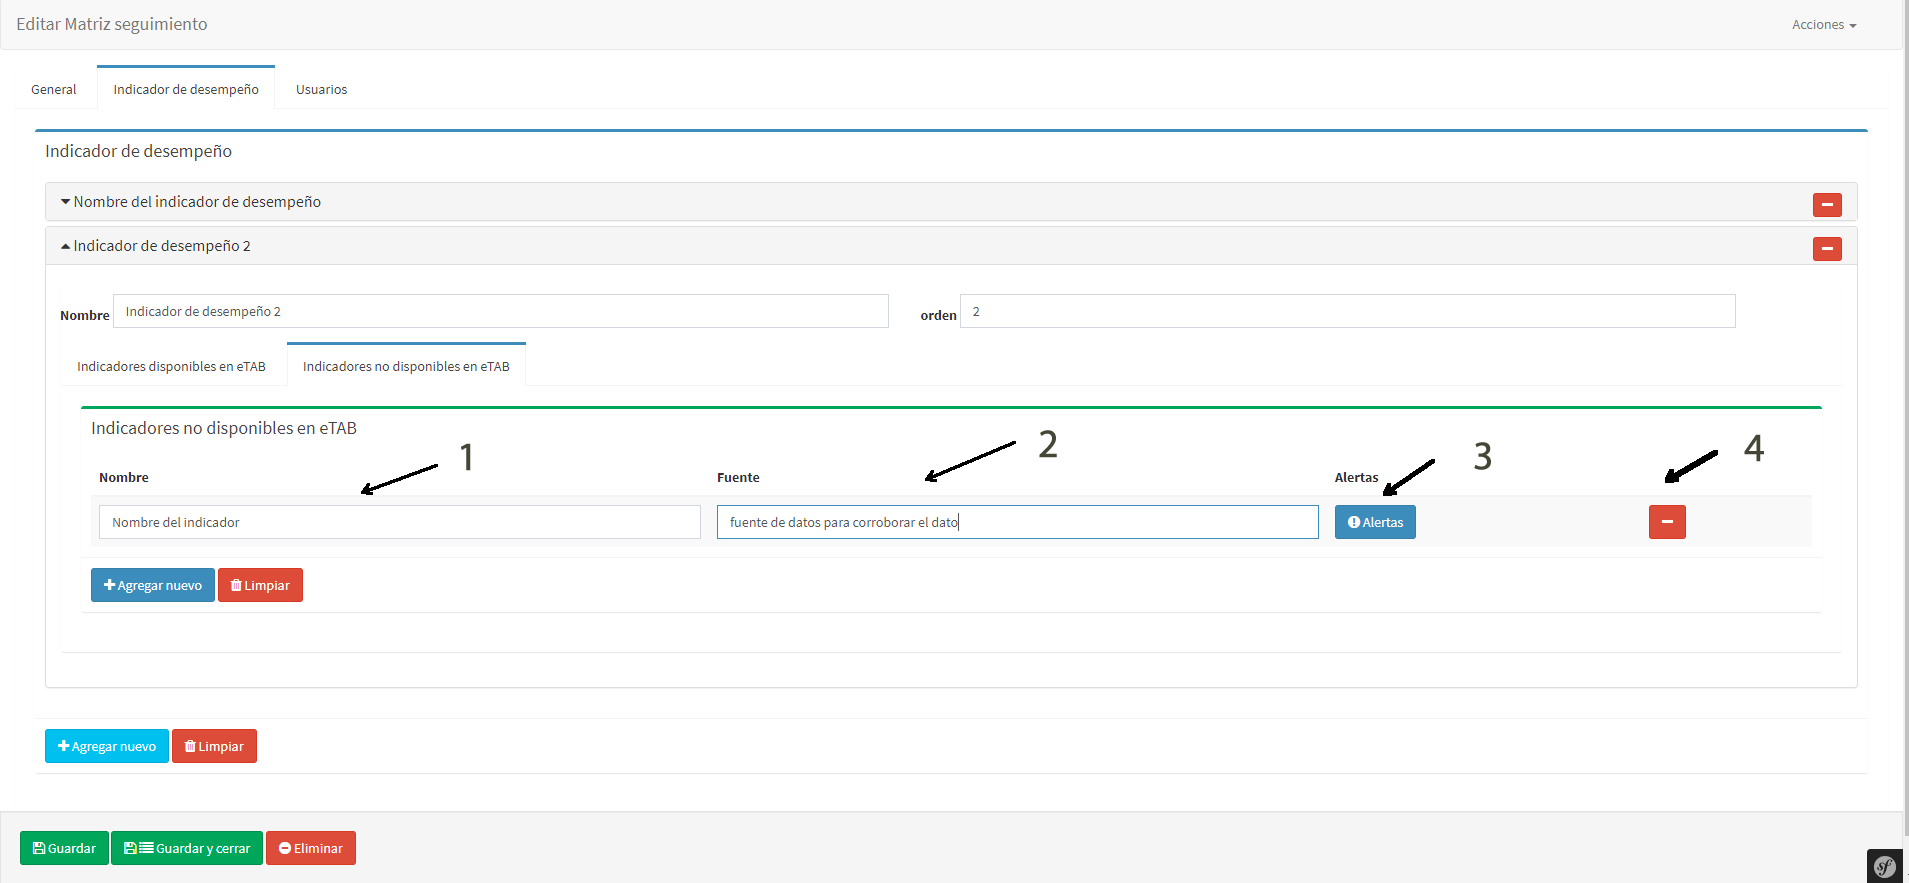 Editar Matriz seguimiento
Acciones
General
Indicador de desempeño
Usuarios
Indicador de desempeño
Nombre del indicador de desempeño
Indicador de desempeño 2
Nombre
Indicador de desempeño 2
orden
2
Indicadores disponibles en eTAB
Indicadores no disponibles en eTAB
Indicadores no disponibles en eTAB
1
2
3
4
Nombre
Fuente
Alertas
Nombre del indicador
fuente de datos para corroborar el dato
Alertas
Agregar nuevo
Limpiar
Agregar nuevo
Limpiar
Guardar
Guardar y cerrar
Eliminar
sf